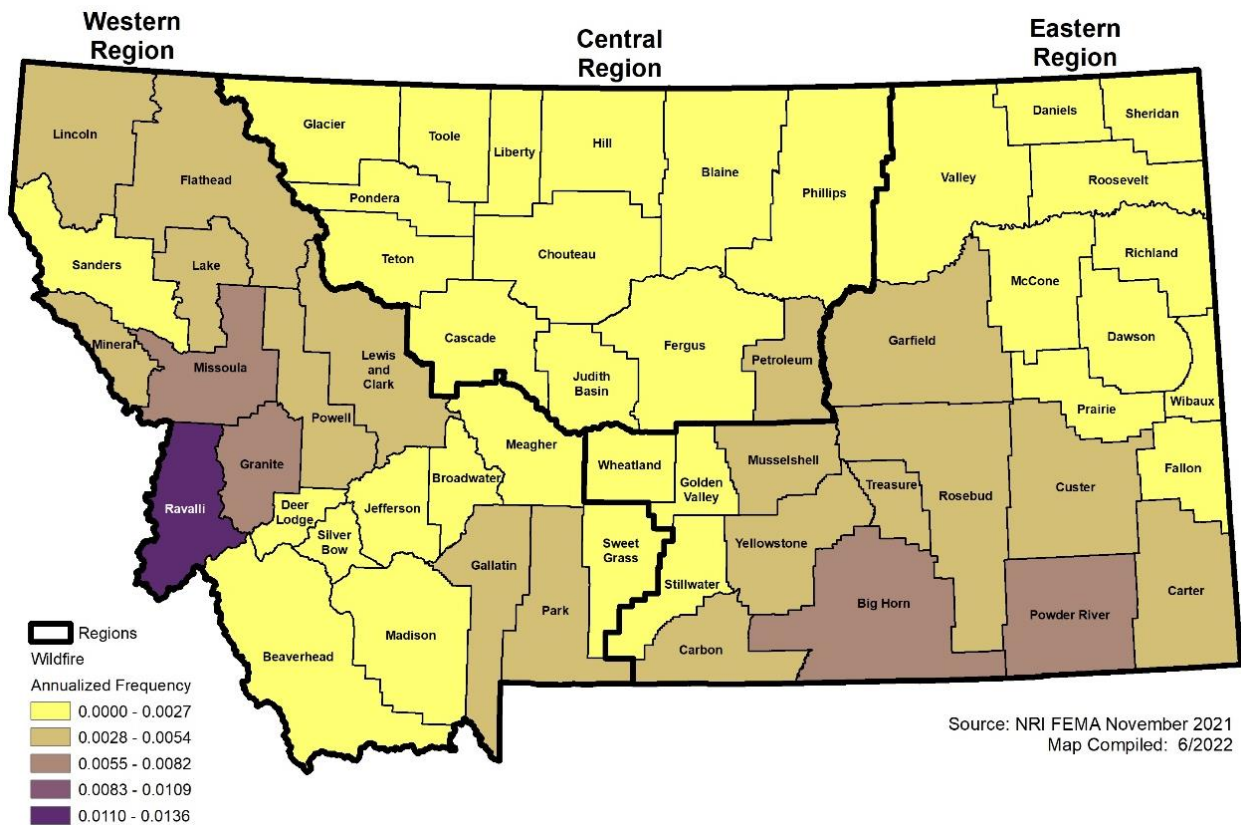 Western
Region
Central
Region
Eastern
Region
Lincoln
Flathead
Glacier
Toole
Liberty
Hill
Blaine
Phillips
Valley
Daniels
Sheridan
Roosevelt
Pondera
Teton
Chouteau
Richland
McCone
Sanders
Lake
Cascade
Fergus
Judith
Basin
Petroleum
Garfield
Dawson
Mineral
Missoula
Lewis
and
Clark
Powell
Prairie
Wibaux
Granite
Ravalli
Meagher
Broadwater
Jefferson
Wheatland
Golden
Valley
Musselshell
Treasure
Rosebud
Custer
Fallon
Deer
Lodge
Silver
Bow
Gallatin
Park
Sweet
Grass
Stillwater
Yellowstone
Big Horn
Powder River
Carter
Carbon
Beaverhead
Madison
Regions
Wildfire
Annualized Frequency
0.0000 - 0.0027
0.0028 - 0.0054
0.0055 - 0.0082
0.0083 - 0.0109
0.0110 - 0.0136
Source: NRI FEMA November 2021
Map Compiled: 6/2022